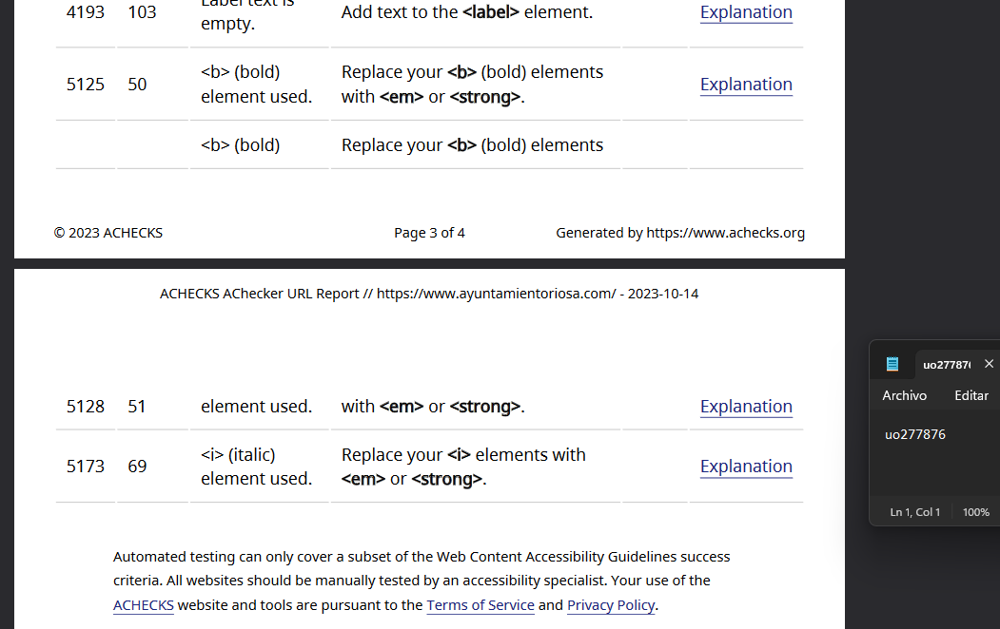 4193 103 Label text is empty. Add text to the <label> element. Explanation
5125 50 <b> (bold) element used. Replace your <b> (bold) elements with <em> or <strong>. Explanation
<b> (bold) Replace your <b> (bold) elements
© 2023 ACHECKS Page 3 of 4 Generated by https://www.achecks.org
ACHECKS AChecker URL Report // https://www.ayuntamientoriosa.com/ - 2023-10-14
5128 51 element used. with <em> or <strong>. Explanation
5173 69 <i> (italic) element used. Replace your <i> elements with <em> or <strong>. Explanation
Automated testing can only cover a subset of the Web Content Accessibility Guidelines success
criteria. All websites should be manually tested by an accessibility specialist. Your use of the
ACHECKS website and tools are pursuant to the Terms of Service and Privacy Policy.
uo277876
Archivo Editar
uo277876
Ln 1, Col 1 100%